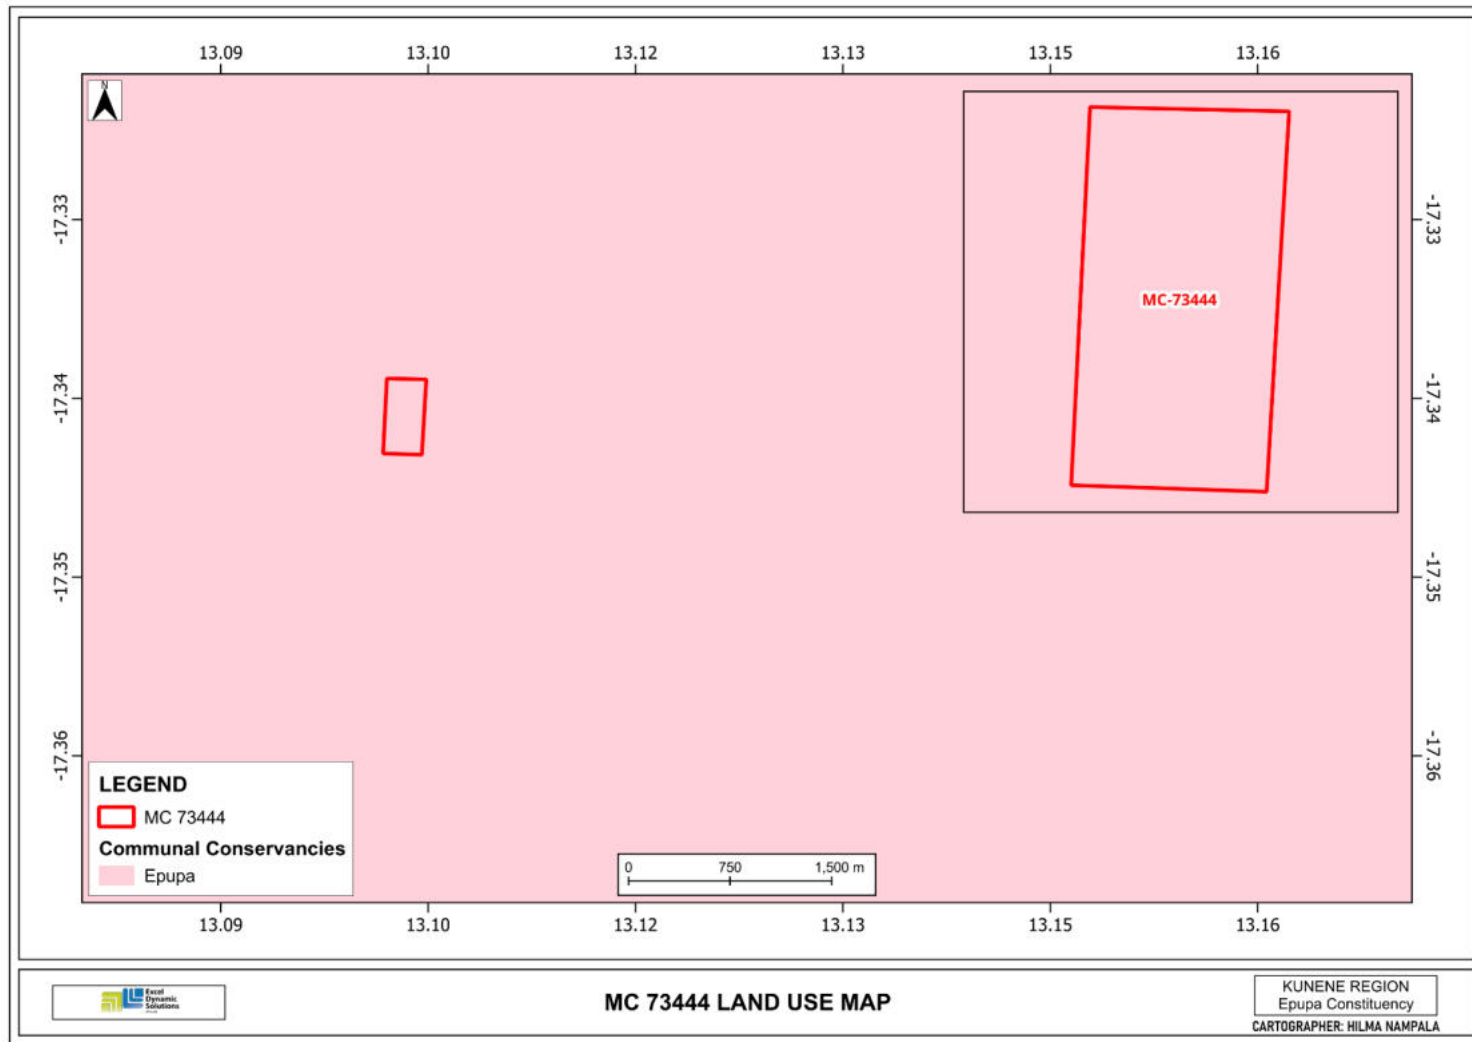 13.09 13.10 13.12 13.13 13.15 13.16
N
-17.33 -17.33
MC-73444
-17.34 -17.34
-17.35 -17.35
-17.36 -17.36
LEGEND
MC 73444
Communal Conservancies
Epupa
0 750 1,500 m
13.09 13.10 13.12 13.13 13.15 13.16
Excel
Dynamic
Solutions
MC 73444 LAND USE MAP
KUNENE REGION
Epupa Constituency
CARTOGRAPHER: HILMA NAMPALA